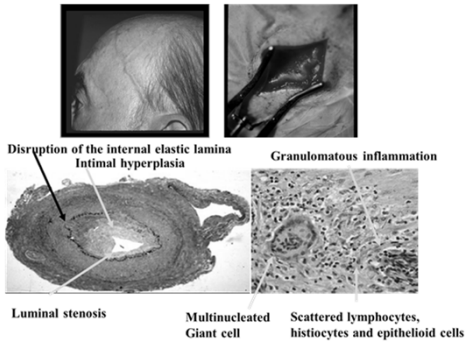 Disruption of the internal elastic lamina
Intimal hyperplasia
Granulomatous inflammation
Luminal stenosis
Multinucleated
Giant cell
Scattered lymphocytes,
histiocytes and epithelioid cells